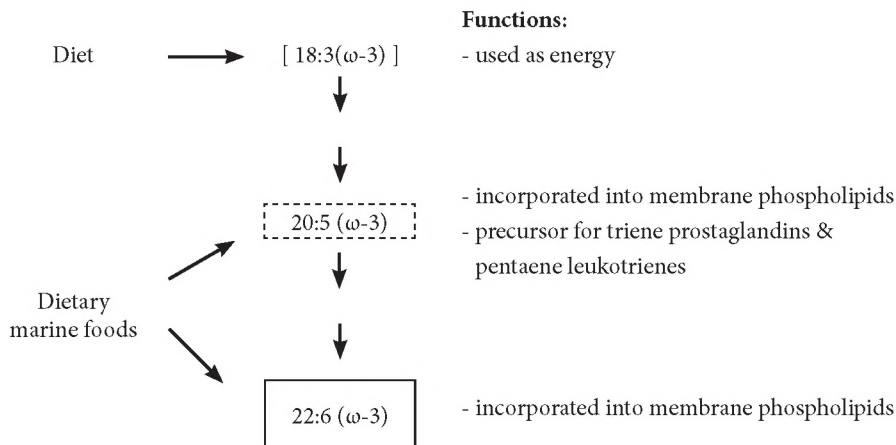 Functions:
Diet
[ 18:3(ω-3) ]
- used as energy
20:5 (ω-3)
- incorporated into membrane phospholipids
- precursor for triene prostaglandins &
pentaene leukotrienes
Dietary
marine foods
22:6 (ω-3)
- incorporated into membrane phospholipids